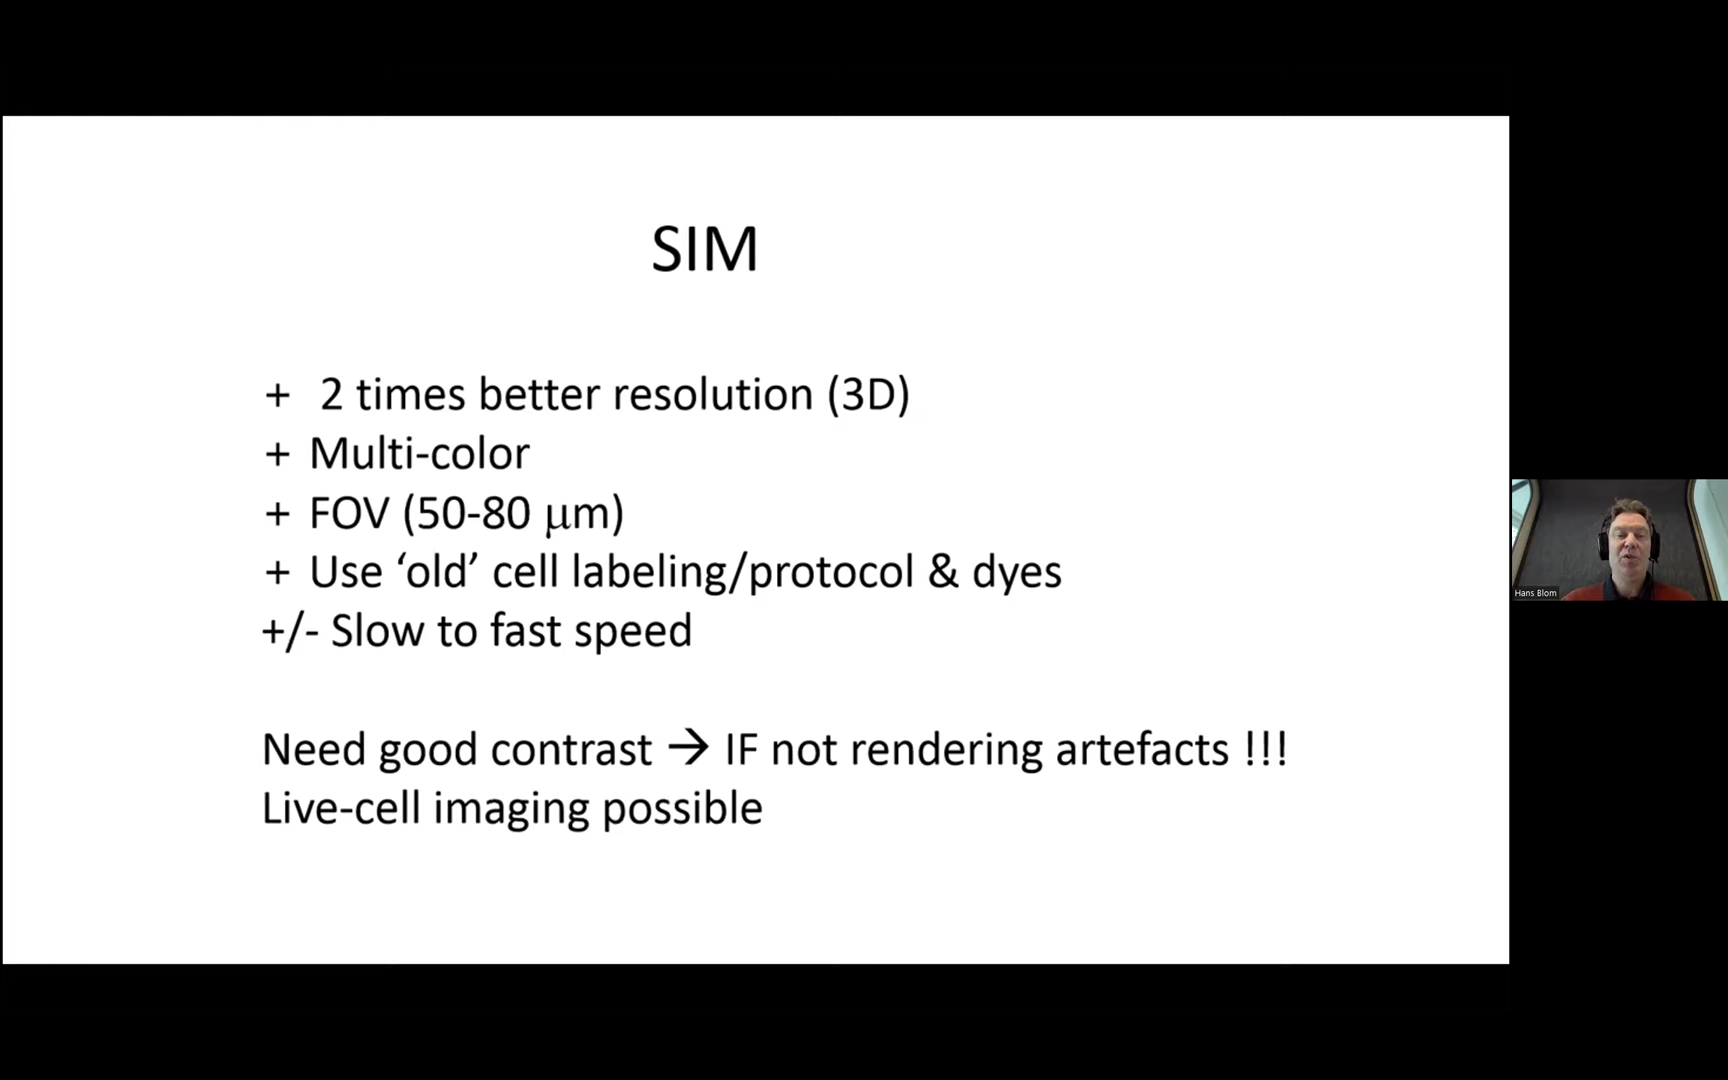 SIM
+ 2 times better resolution (3D)
+ Multi-color
+ FOV (50-80 μm)
+ Use ‘old’ cell labeling/protocol & dyes
+/- Slow to fast speed
Need good contrast → IF not rendering artefacts !!!
Live-cell imaging possible
Hans Blom